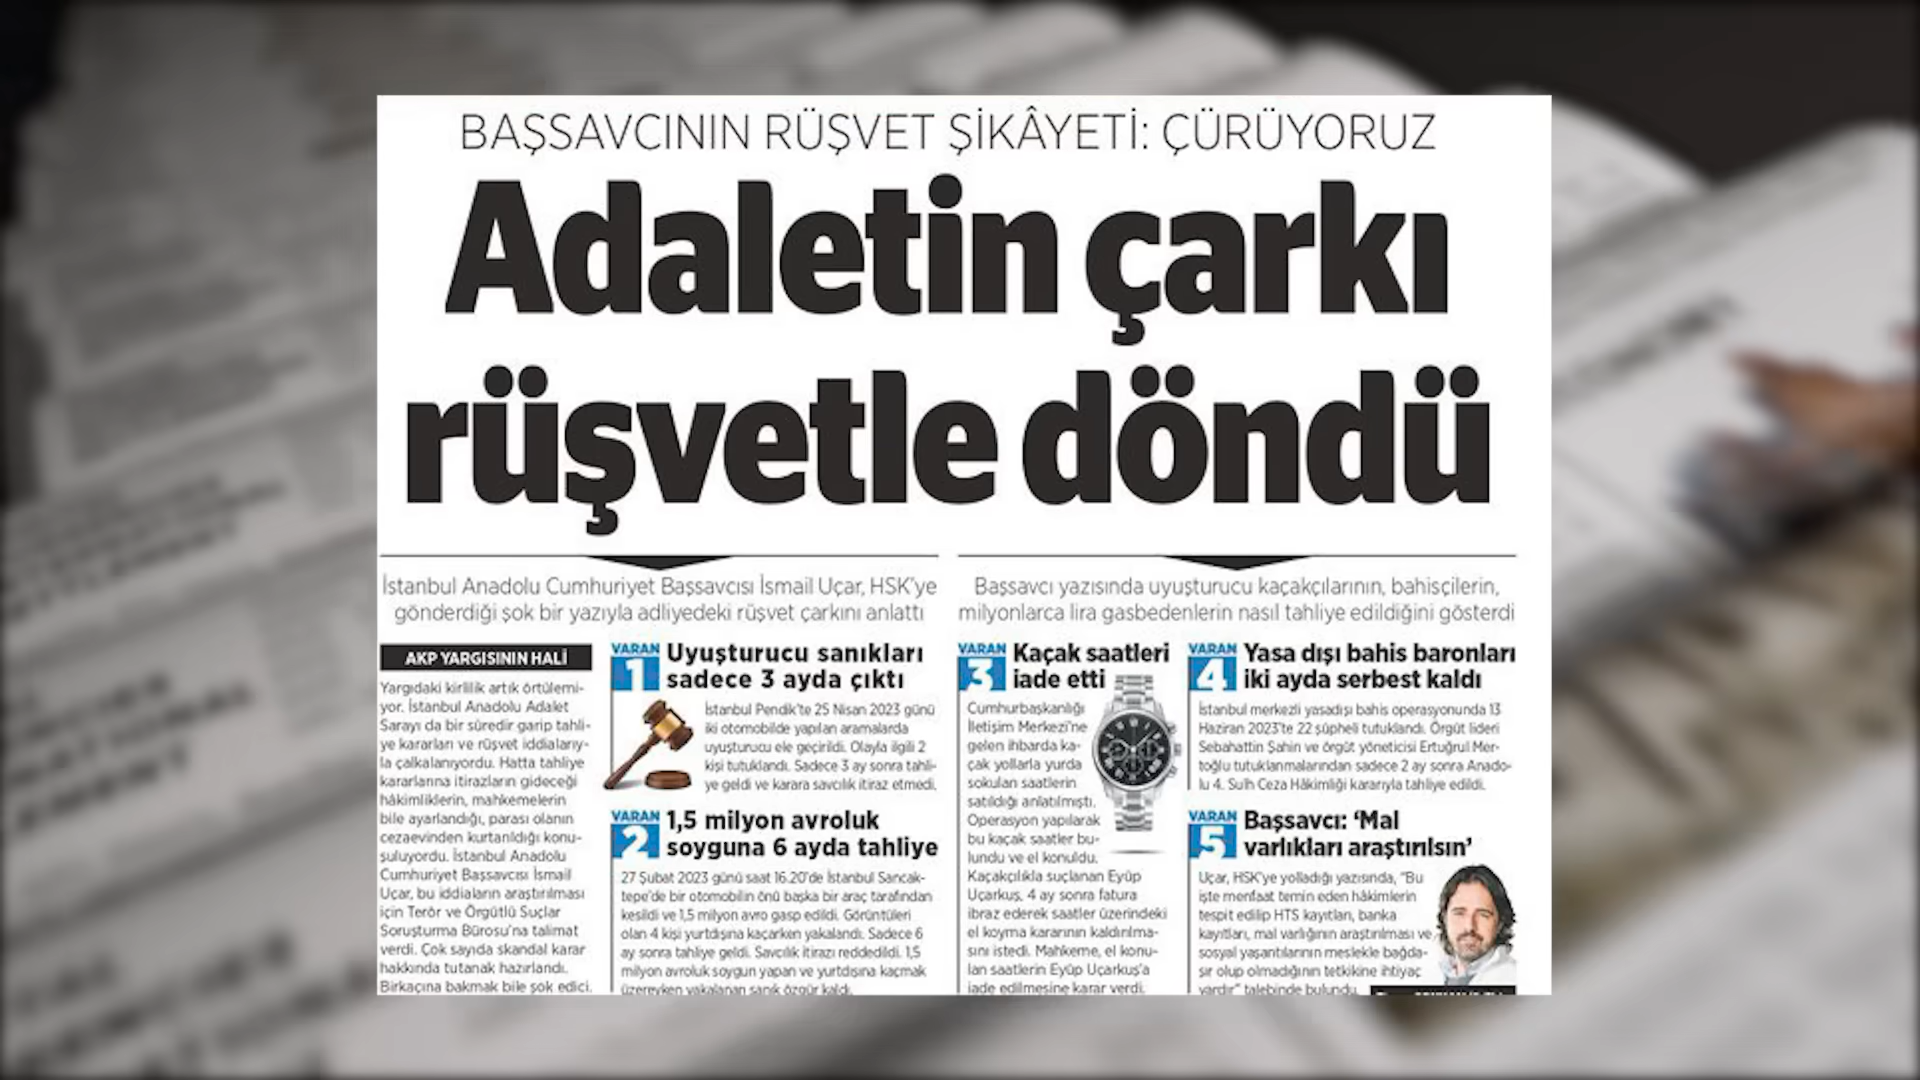 BAŞSAVCININ RÜŞVET ŞİKÂYETİ: ÇÜRÜYORUZ
Adaletin çarkı
rüşvetle döndü
İstanbul Anadolu Cumhuriyet Başsavcısı İsmail Uçar, HSK'ye
gönderdiği şok bir yazıyla adliyedeki rüşvet çarkını anlattı
Başsavcı yazısında uyuşturucu kaçakçılarının, bahisçilerin,
milyonlarca lira gasbedenlerin nasıl tahliye edildiğini gösterdi
AKP YARGISININ HALİ
Yargıdaki kirlilik artık örtülemi-
yor. İstanbul Anadolu Adalet
Sarayı da bir süredir garip tahli-
ye kararları ve rüşvet iddialarıy-
la çalkalanıyordu. Hatta tahliye
kararlarına itirazların gideceği
hâkimliklerin, mahkemelerin
bile ayarlandığı, parası olanın
cezaevinden kurtarıldığı konu-
şuluyordu. İstanbul Anadolu
Cumhuriyet Başsavcısı İsmail
Uçar, bu iddiaların araştırılması
için Terör ve Örgütlü Suçlar
Soruşturma Bürosu'na talimat
verdi. Çok sayıda skandal karar
hakkında tutanak hazırlandı.
Birkaçına bakmak bile şok edici.
VARAN
1
Uyuşturucu sanıkları
sadece 3 ayda çıktı
İstanbul Pendik'te 25 Nisan 2023 günü
iki otomobilde yapılan aramalarda
uyuşturucu ele geçirildi. Olayla ilgili 2
kişi tutuklandı. Sadece 3 ay sonra tahli-
ye geldi ve karara savcılık itiraz etmedi.
VARAN
2
1,5 milyon avroluk
soyguna 6 ayda tahliye
27 Şubat 2023 günü saat 16.20'de İstanbul Sancak-
tepe'de bir otomobilin önü başka bir araç tarafından
kesildi ve 1,5 milyon avro gasp edildi. Görüntüleri
olan 4 kişi yurtdışına kaçarken yakalandı. Sadece 6
ay sonra tahliye geldi. Savcılık itirazı reddedildi. 1,5
milyon avroluk soygun yapan ve yurtdışına kaçmak
üzereyken yakalanan sanık özgür kaldı.
VARAN
3
Kaçak saatleri
iade etti
Cumhurbaşkanlığı
İletişim Merkezi'ne
gelen ihbarda ka-
çak yollarla yurda
sokulan saatlerin
satıldığı anlatılmıştı.
Operasyon yapılarak
bu kaçak saatler bu-
lundu ve el konuldu.
Kaçakçılıkla suçlanan Eyüp
Uçarkuş, 4 ay sonra fatura
ibraz ederek saatler üzerindeki
el koyma kararının kaldırılma-
sını istedi. Mahkeme, el konu-
lan saatlerin Eyüp Uçarkuş'a
iade edilmesine karar verdi.
VARAN
4
Yasa dışı bahis baronları
iki ayda serbest kaldı
İstanbul merkezli yasadışı bahis operasyonunda 13
Haziran 2023'te 22 şüpheli tutuklandı. Örgüt lideri
Sebahattin Şahin ve örgüt yöneticisi Ertuğrul Mer-
toğlu tutuklanmalarından sadece 2 ay sonra Anado-
lu 4. Sulh Ceza Hâkimliği kararıyla tahliye edildi.
VARAN
5
Başsavcı: 'Mal
varlıkları araştırılsın'
Uçar, HSK'ye yolladığı yazısında, "Bu
işte menfaat temin eden hâkimlerin
tespit edilip HTS kayıtları, banka
kayıtları, mal varlığının araştırılması ve
sosyal yaşantılarının meslekle bağda-
şır olup olmadığının tetkikine ihtiyaç
vardır" talebinde bulundu.